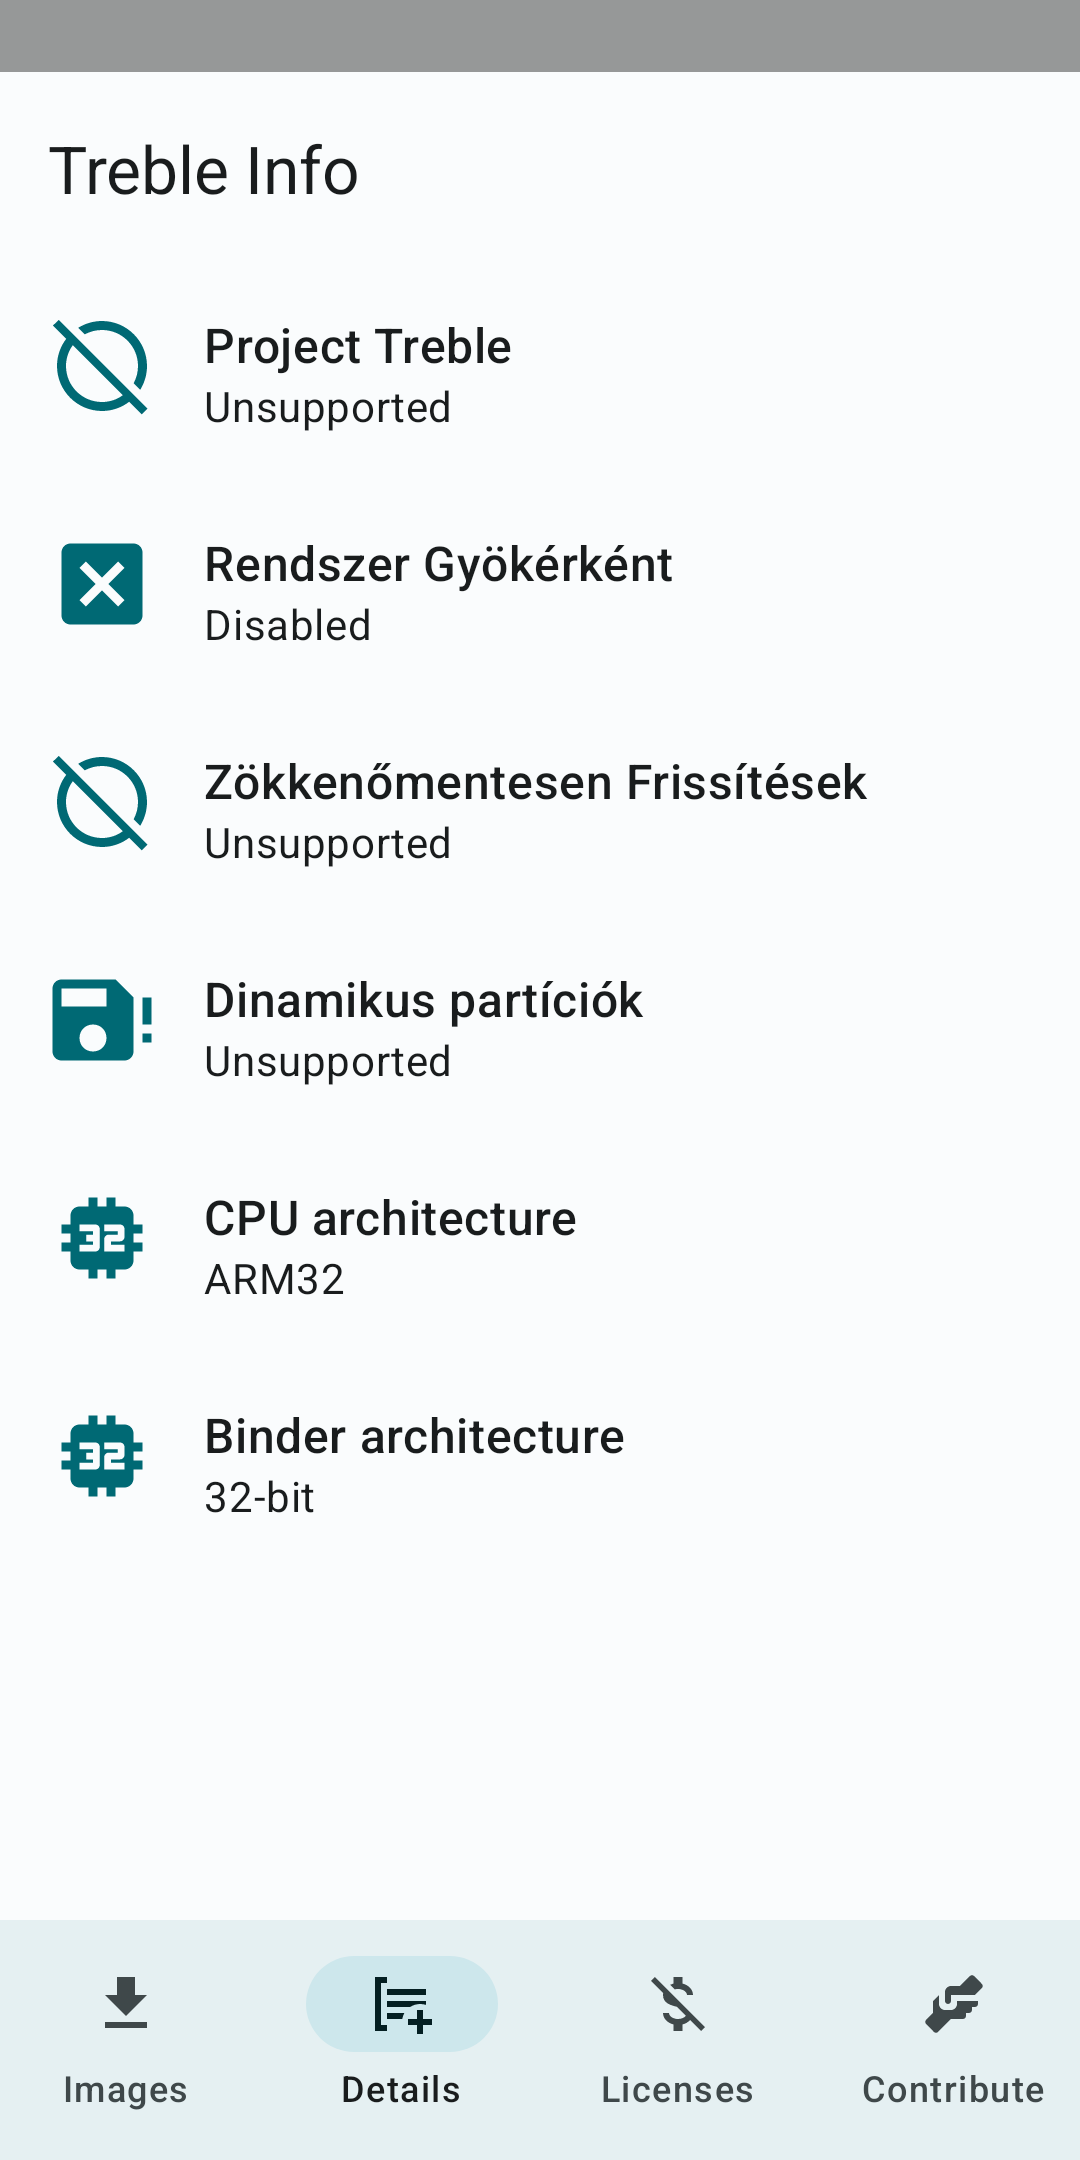 Treble Info
Project Treble
Unsupported
Rendszer Gyökérként
Disabled
Zökkenőmentesen Frissítések
Unsupported
Dinamikus partíciók
Unsupported
32
CPU architecture
ARM32
32
Binder architecture
32-bit
Images
Details
Licenses
Contribute